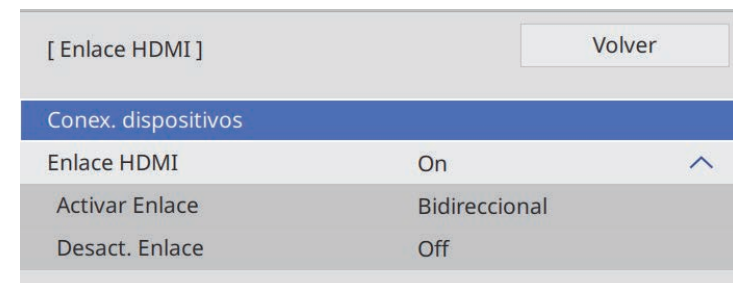 [ Enlace HDMI ] Volver
Conex. dispositivos
Enlace HDMI On
Activar Enlace Bidireccional
Desact. Enlace Off